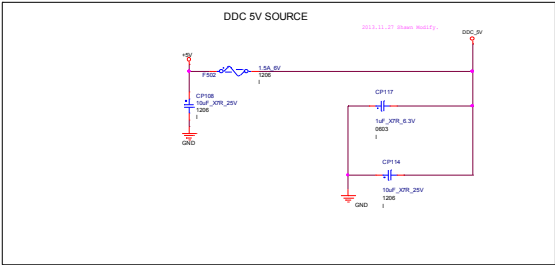 DDC 5V SOURCE
2013.11.27 Shawn Modify.
+5V
DDC_5V
F502
1.5A_6V
1206
I
CP108
10uF_X7R_25V
1206
I
GND
CP117
1uF_X7R_6.3V
0603
I
CP114
10uF_X7R_25V
1206
I
GND